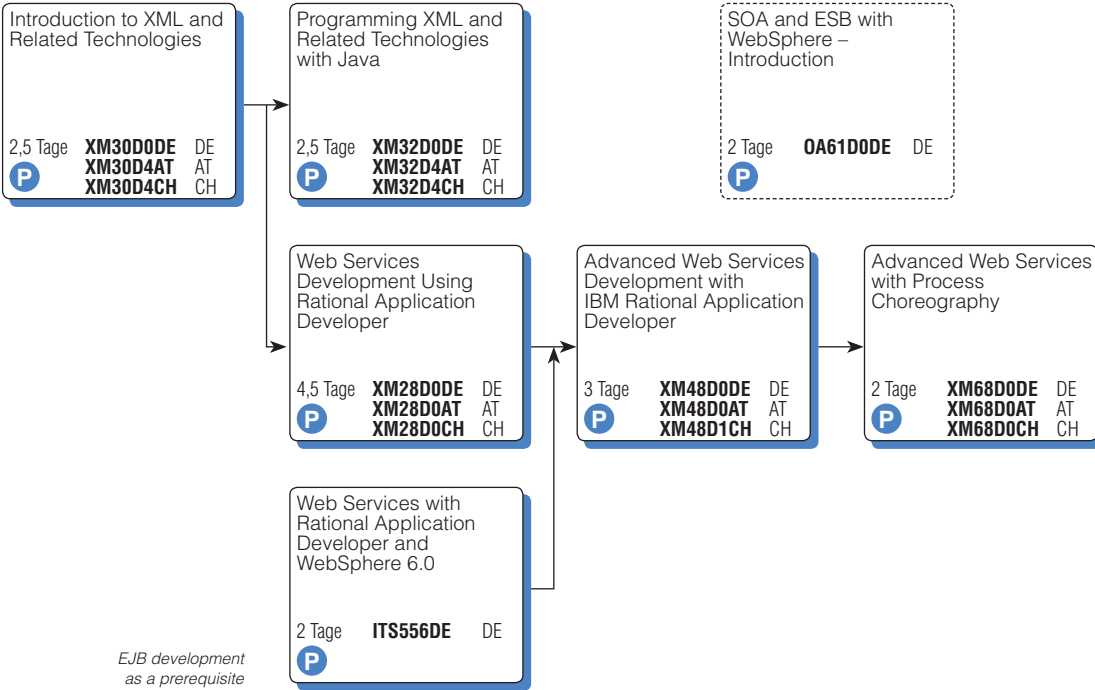 Introduction to XML and
Related Technologies
2,5 Tage XM30D0DE DE
XM30D4AT AT
P
XM30D4CH CH
Programming XML and
Related Technologies
with Java
2,5 Tage XM32D0DE DE
XM32D4AT AT
P
XM32D4CH CH
SOA and ESB with
WebSphere –
Introduction
2 Tage OA61D0DE DE
P
Web Services
Development Using
Rational Application
Developer
4,5 Tage XM28D0DE DE
XM28D0AT AT
P
XM28D0CH CH
Advanced Web Services
Development with
IBM Rational Application
Developer
3 Tage XM48D0DE DE
XM48D0AT AT
P
XM48D1CH CH
Advanced Web Services
with Process
Choreography
2 Tage XM68D0DE DE
XM68D0AT AT
P
XM68D0CH CH
Web Services with
Rational Application
Developer and
WebSphere 6.0
2 Tage ITS556DE DE
P
EJB development
as a prerequisite